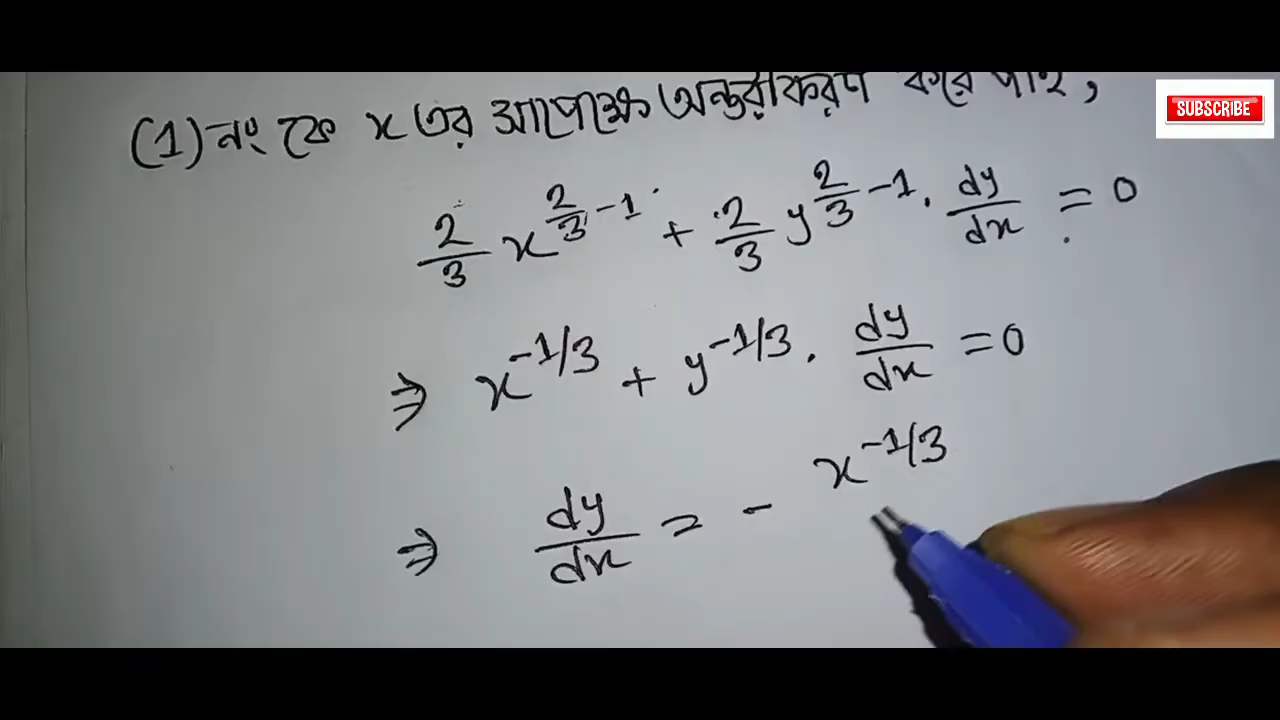 (1) নং কে x এর সাপেক্ষে অন্তরীকরণ করে পাই,
SUBSCRIBE
2/3 x^(2/3 - 1) + 2/3 y^(2/3 - 1) . dy/dx = 0
⇒ x^(-1/3) + y^(-1/3) . dy/dx = 0
⇒ dy/dx = - x^(-1/3)